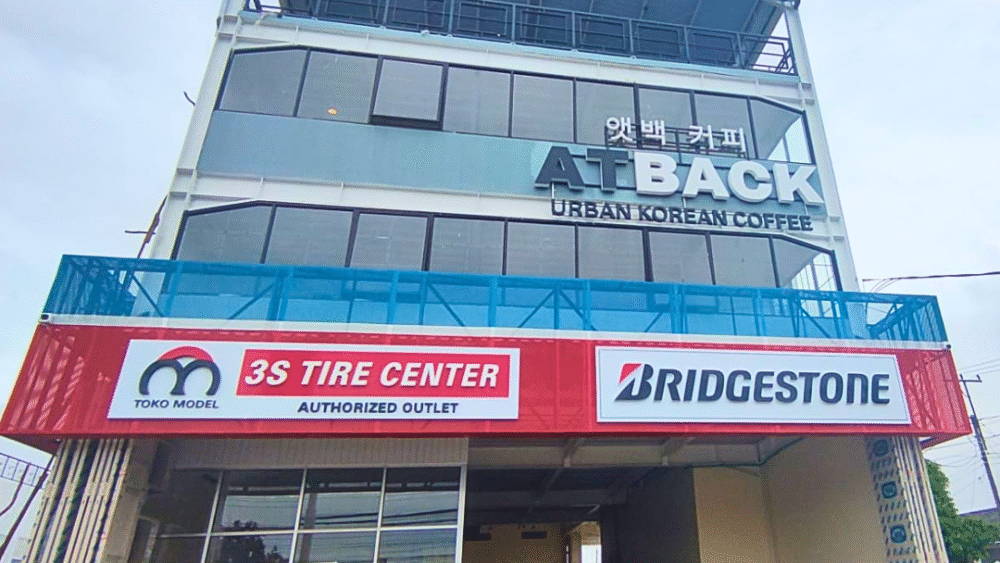 앳백 커피
ATBACK
URBAN KOREAN COFFEE
3S TIRE CENTER
TOKO MODEL
AUTHORIZED OUTLET
BRIDGESTONE